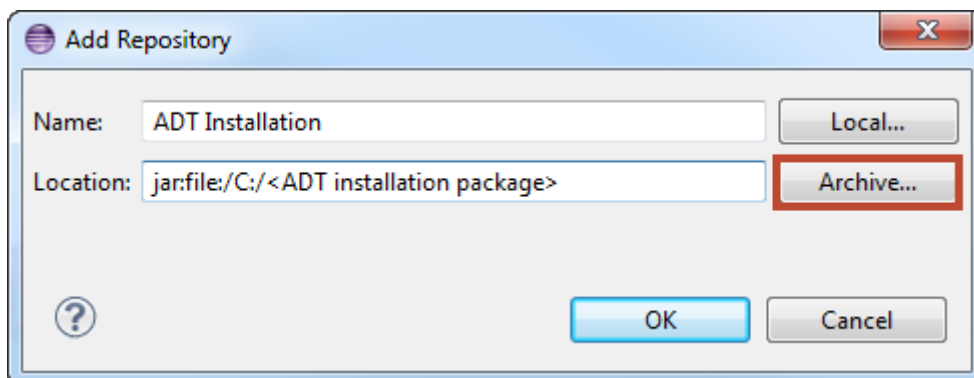 Add Repository
Name: ADT Installation Local...
Location: jar:file:/C:/<ADT installation package> Archive...
? OK Cancel